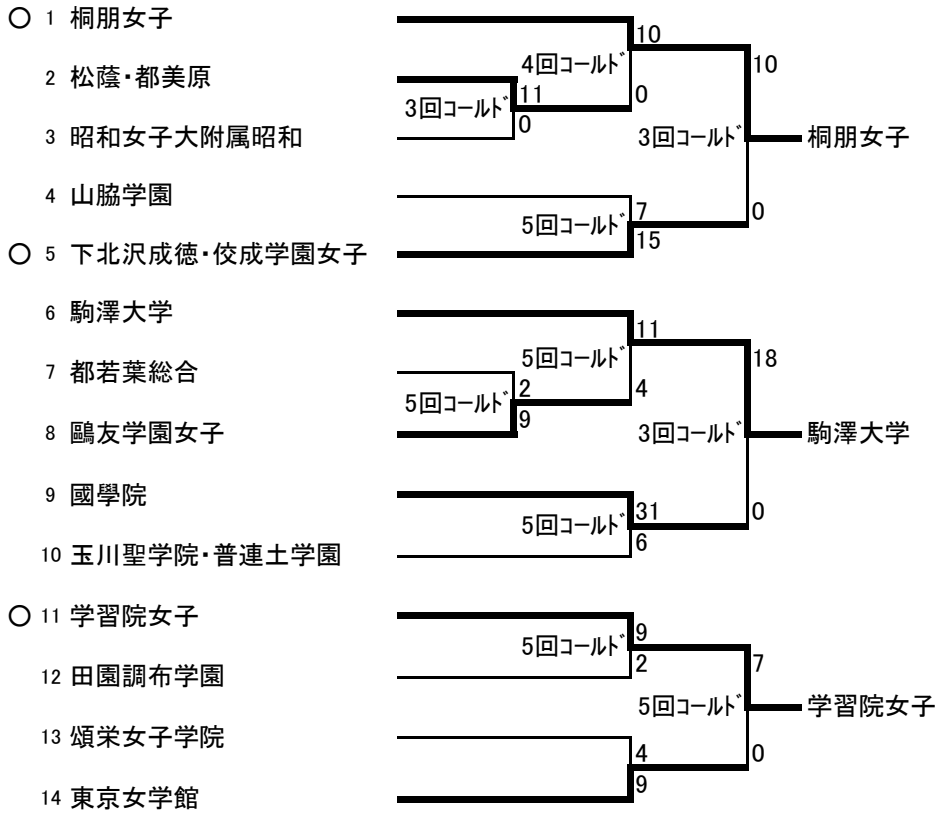 ○ 1 桐朋女子
10
4回コールド
10
2 松蔭・都美原
11
0
3回コールド
0
3 昭和女子大附属昭和
3回コールド
桐朋女子
4 山脇学園
7
0
5回コールド
15
○ 5 下北沢成徳・佼成学園女子
6 駒澤大学
11
5回コールド
18
7 都若葉総合
2
4
5回コールド
9
8 鷗友学園女子
3回コールド
駒澤大学
9 國學院
31
0
5回コールド
6
10 玉川聖学院・普連土学園
○ 11 学習院女子
9
5回コールド
2
7
12 田園調布学園
5回コールド
学習院女子
13 頌栄女子学院
4
0
9
14 東京女学館